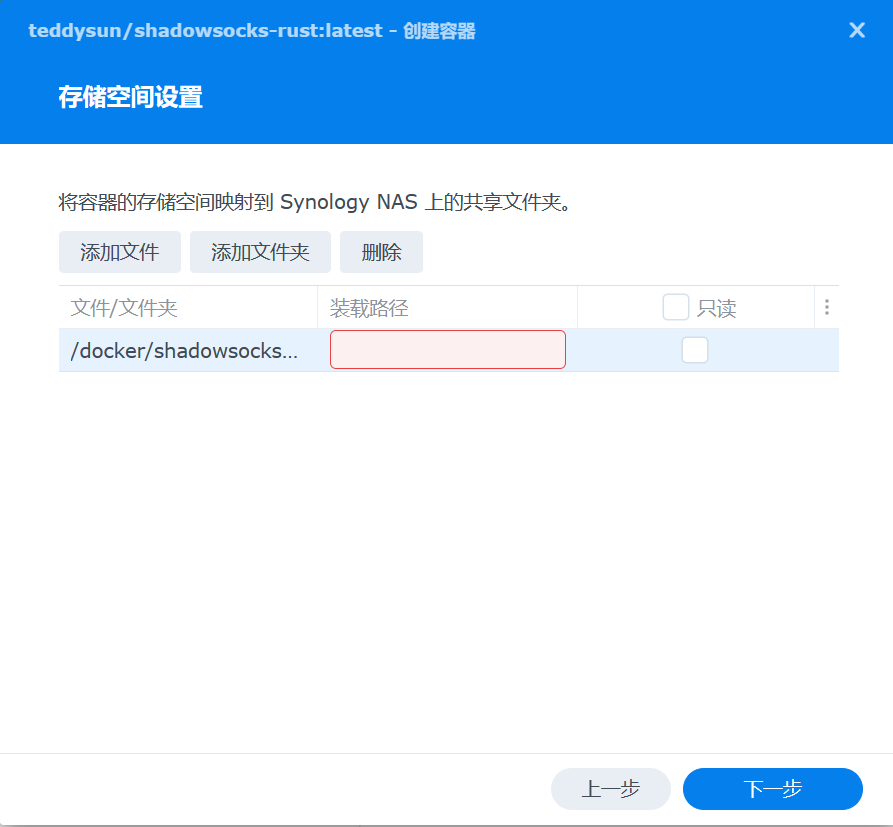 teddysun/shadowsocks-rust:latest - 创建容器
存储空间设置
将容器的存储空间映射到 Synology NAS 上的共享文件夹。
添加文件 添加文件夹 删除
文件/文件夹 装载路径 只读
/docker/shadowsocks...
上一步 下一步